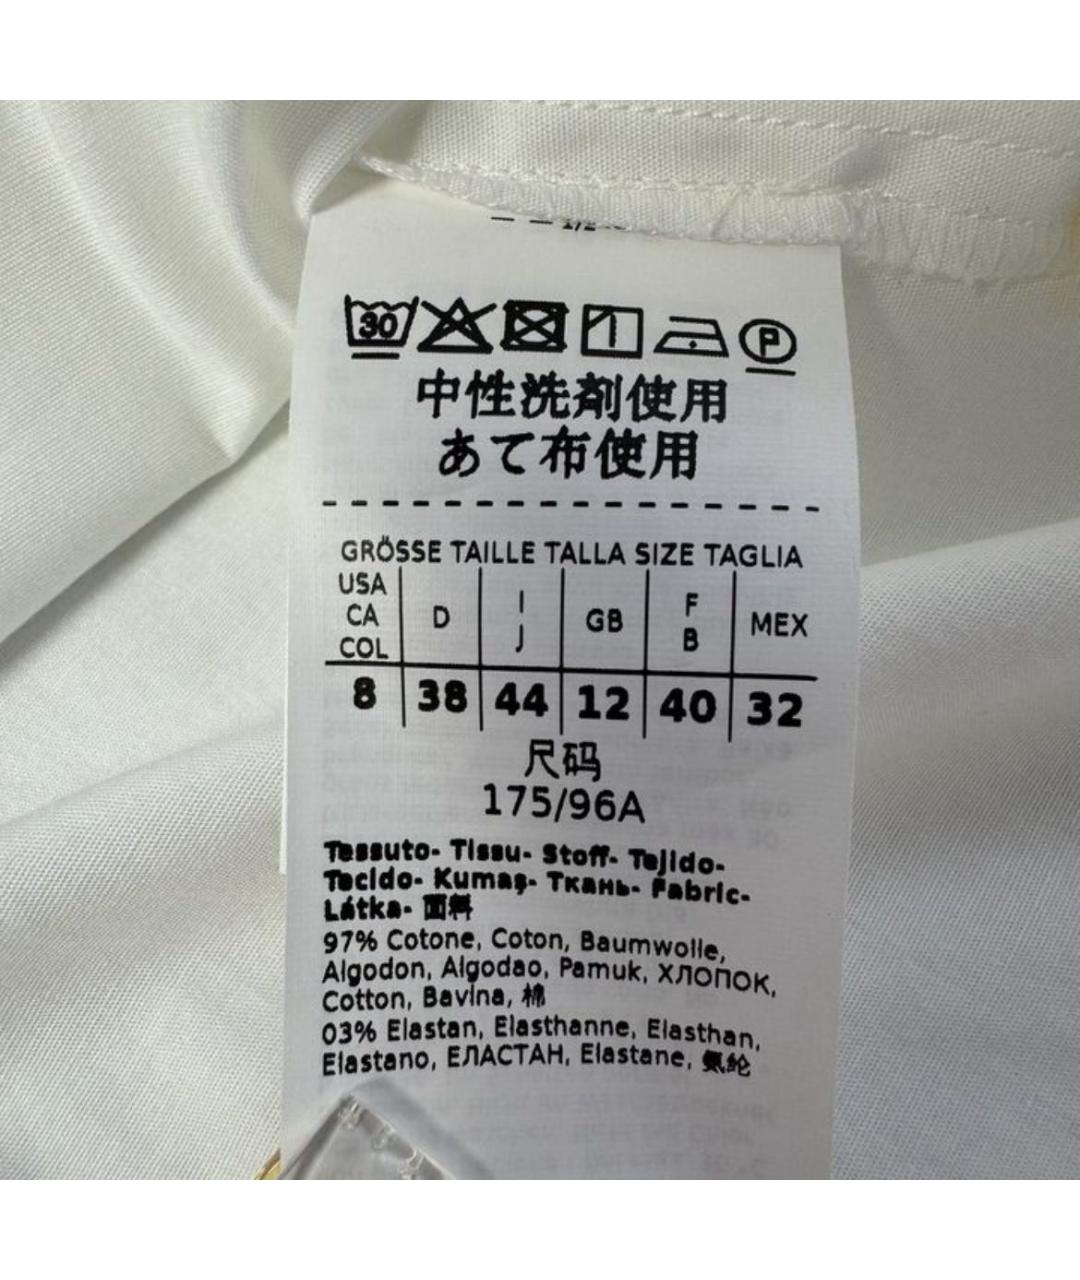 30
P
中性洗剤使用
あて布使用
GRÖSSE TAILLE TALLA SIZE TAGLIA
USA CA COL D I J GB F B MEX
8 38 44 12 40 32
尺码
175/96A
Tessuto- Tissu- Stoff- Tejido-
Tecido- Kumaş- Ткань- Fabric-
Látka- 面料
97% Cotone, Coton, Baumwolle,
Algodon, Algodao, Pamuk, ХЛОПОК,
Cotton, Bavlna, 棉
03% Elastan, Elasthanne, Elasthan,
Elastano, ЕЛАСТАН, Elastane, 氨纶